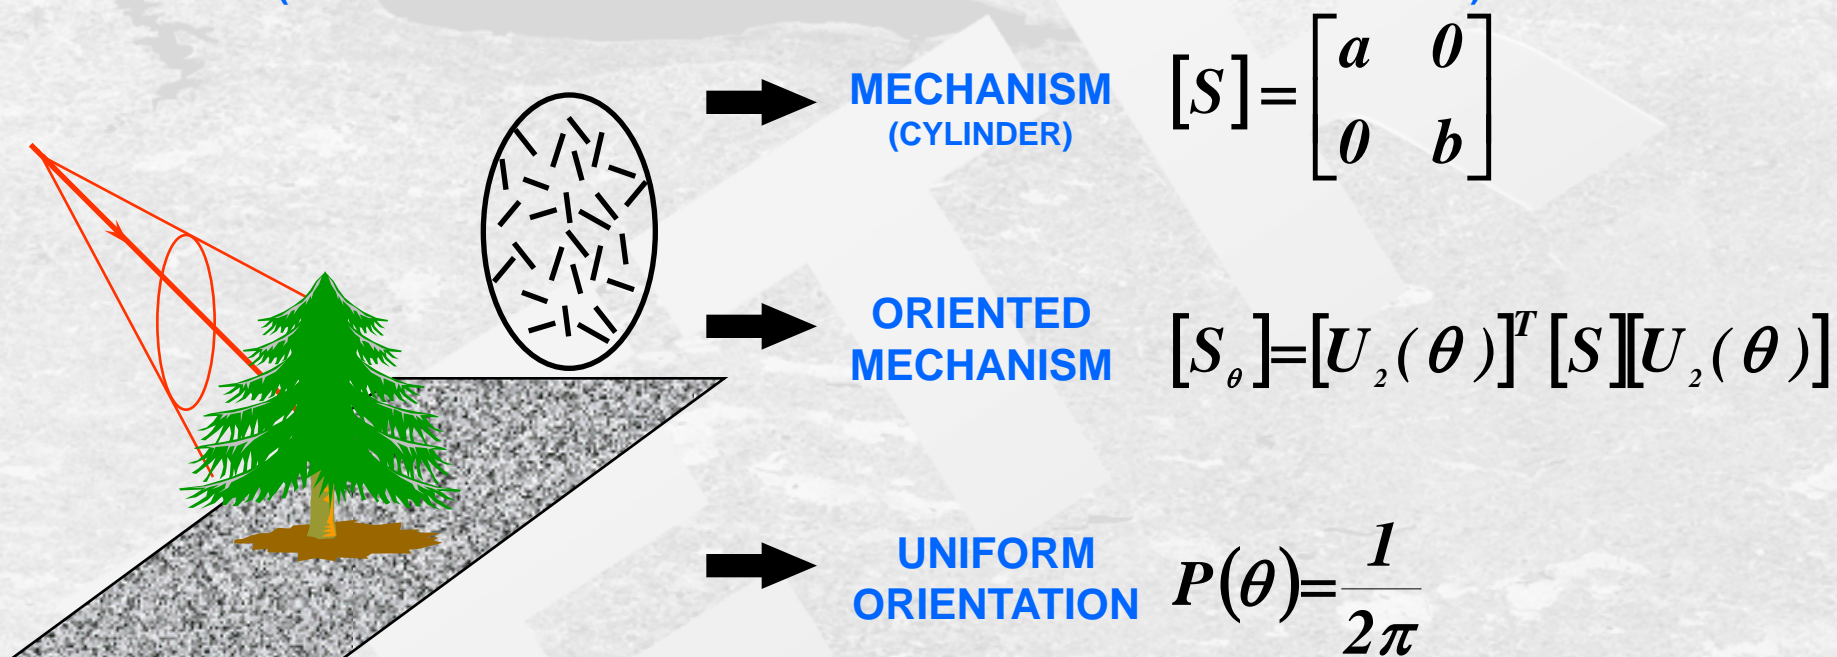 MECHANISM
(CYLINDER)
[S]=[a 0
0 b]
ORIENTED
MECHANISM
[S_θ]=[U_2(θ)]^T[S][U_2(θ)]
UNIFORM
ORIENTATION
P(θ)=1/2π